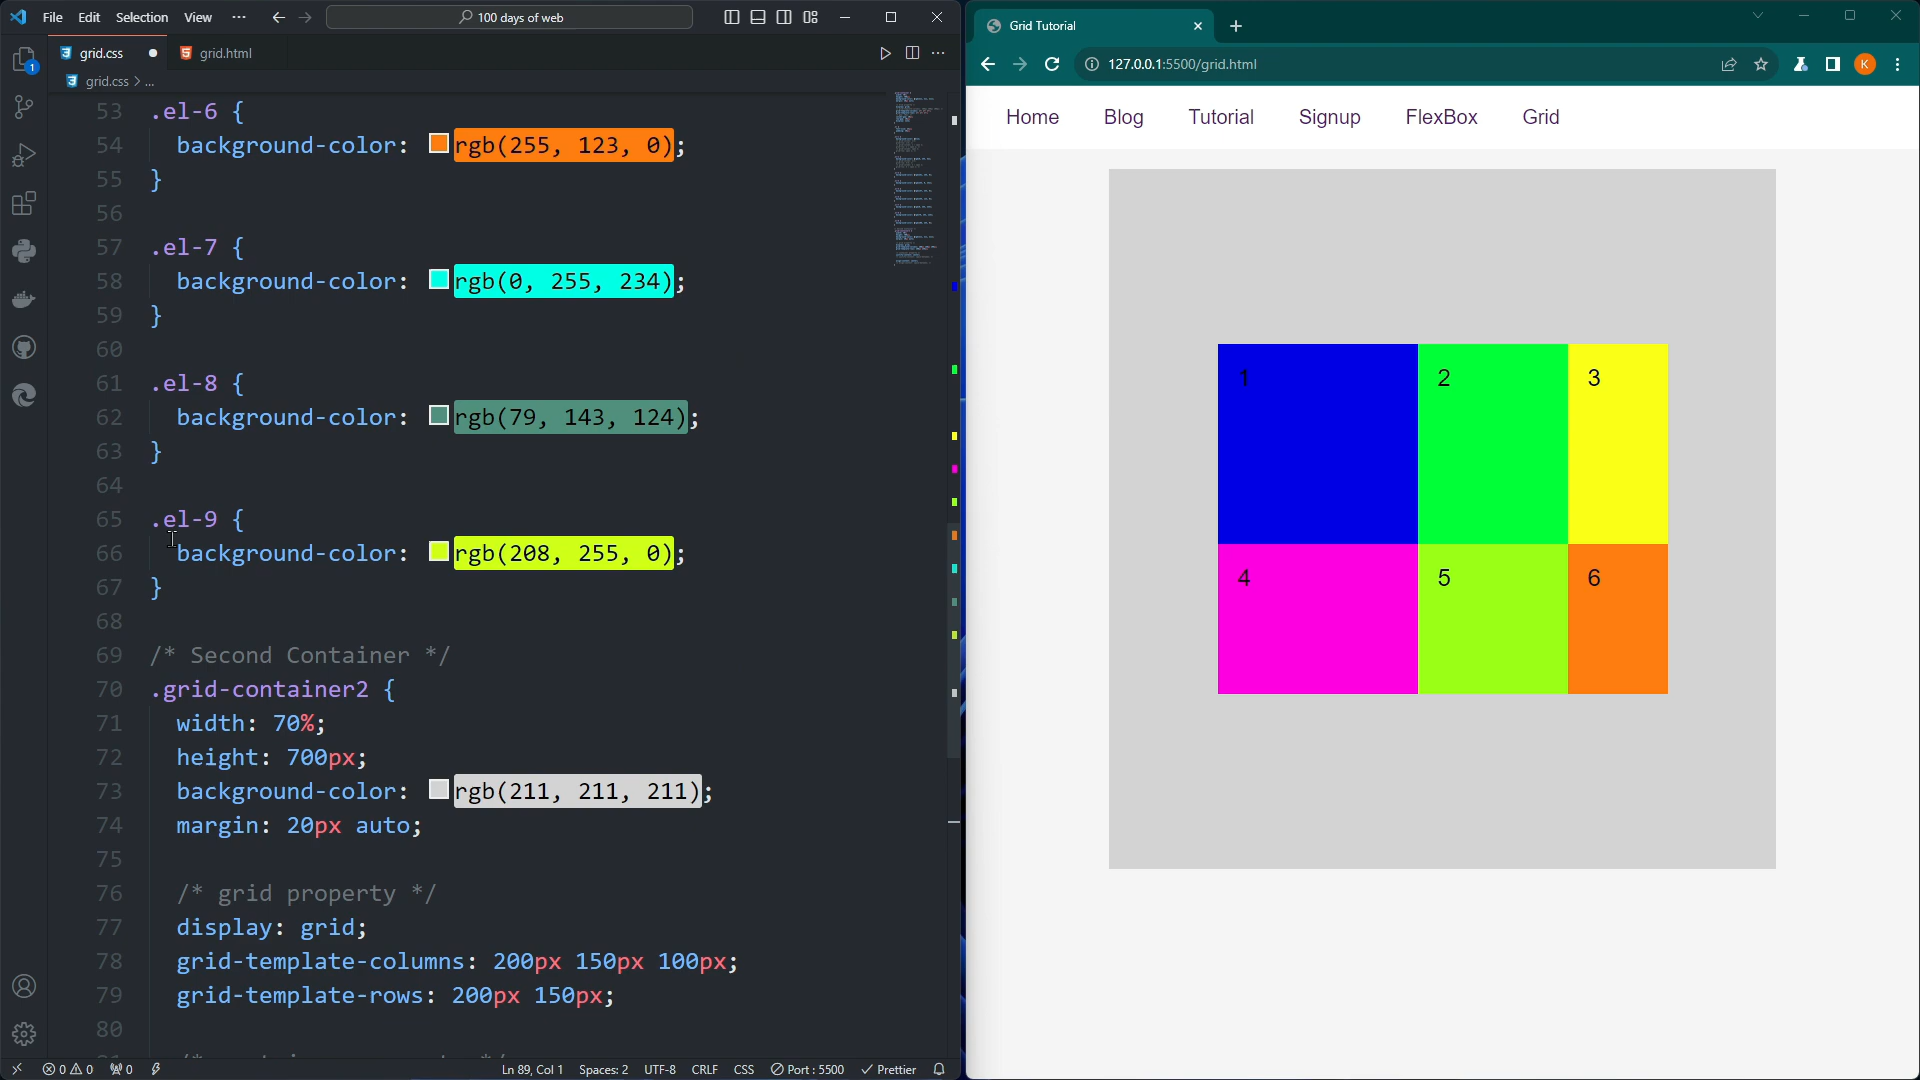 File Edit Selection View ··· 100 days of web
grid.css grid.html
grid.css > ...
53 .el-6 {
54 background-color: rgb(255, 123, 0);
55 }
56
57 .el-7 {
58 background-color: rgb(0, 255, 234);
59 }
60
61 .el-8 {
62 background-color: rgb(79, 143, 124);
63 }
64
65 .el-9 {
66 background-color: rgb(208, 255, 0);
67 }
68
69 /* Second Container */
70 .grid-container2 {
71 width: 70%;
72 height: 700px;
73 background-color: rgb(211, 211, 211);
74 margin: 20px auto;
75
76 /* grid property */
77 display: grid;
78 grid-template-columns: 200px 150px 100px;
79 grid-template-rows: 200px 150px;
80
1
0 0 0 Ln 89, Col 1 Spaces: 2 UTF-8 CRLF CSS Port : 5500 Prettier
Grid Tutorial
127.0.0.1:5500/grid.html K
Home Blog Tutorial Signup FlexBox Grid
1 2 3
4 5 6